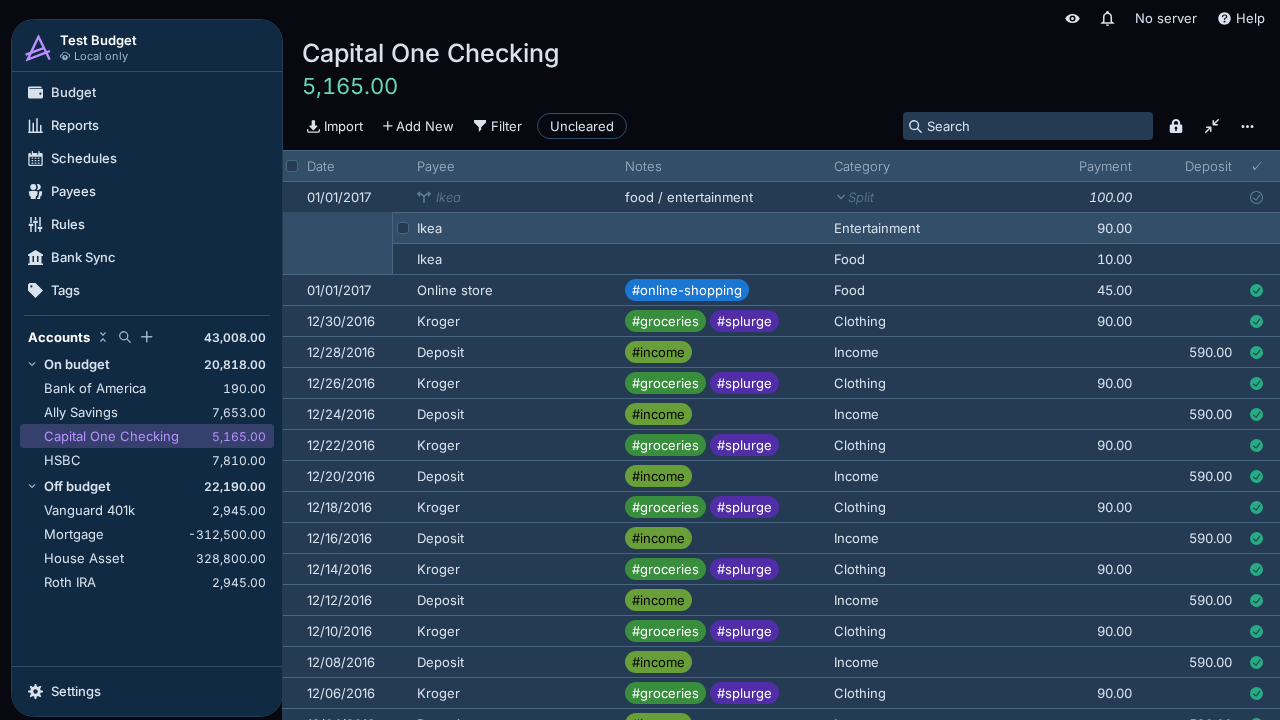 Test Budget
Local only
Budget
Reports
Schedules
Payees
Rules
Bank Sync
Tags
Accounts 43,008.00
On budget 20,818.00
Bank of America 190.00
Ally Savings 7,653.00
Capital One Checking 5,165.00
HSBC 7,810.00
Off budget 22,190.00
Vanguard 401k 2,945.00
Mortgage -312,500.00
House Asset 328,800.00
Roth IRA 2,945.00
Settings
No server Help
Capital One Checking
5,165.00
Import Add New Filter Uncleared Search
Date Payee Notes Category Payment Deposit ✓
01/01/2017 Ikea food / entertainment Split 100.00
Ikea Entertainment 90.00
Ikea Food 10.00
01/01/2017 Online store #online-shopping Food 45.00
12/30/2016 Kroger #groceries #splurge Clothing 90.00
12/28/2016 Deposit #income Income 590.00
12/26/2016 Kroger #groceries #splurge Clothing 90.00
12/24/2016 Deposit #income Income 590.00
12/22/2016 Kroger #groceries #splurge Clothing 90.00
12/20/2016 Deposit #income Income 590.00
12/18/2016 Kroger #groceries #splurge Clothing 90.00
12/16/2016 Deposit #income Income 590.00
12/14/2016 Kroger #groceries #splurge Clothing 90.00
12/12/2016 Deposit #income Income 590.00
12/10/2016 Kroger #groceries #splurge Clothing 90.00
12/08/2016 Deposit #income Income 590.00
12/06/2016 Kroger #groceries #splurge Clothing 90.00